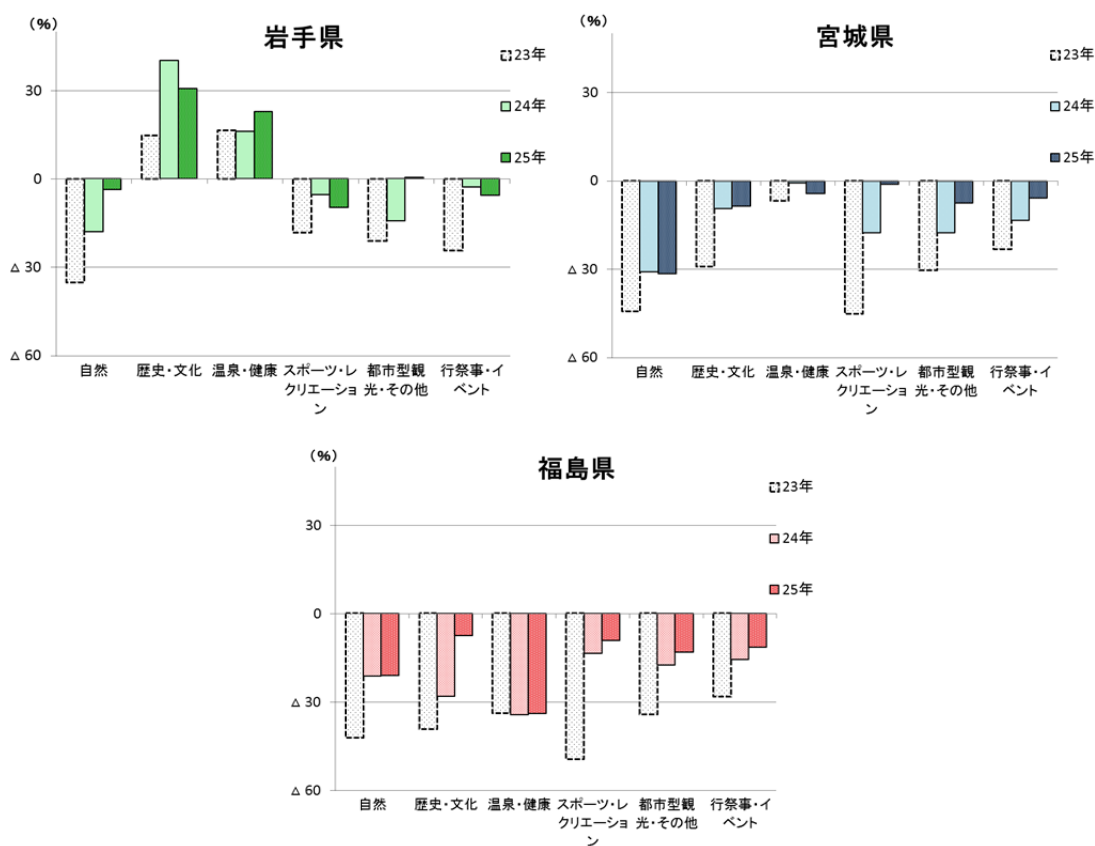 (%)
岩手県
23年
24年
25年
30
0
△ 30
△ 60
自然
歴史・文化
温泉・健康
スポーツ・レ
クリエーショ
ン
都市型観
光・その他
行祭事・イ
ベント
(%)
宮城県
23年
24年
25年
30
0
△ 30
△ 60
自然
歴史・文化
温泉・健康
スポーツ・レ
クリエーション
都市型観
光・その他
行祭事・イ
ベント
(%)
福島県
23年
24年
25年
30
0
△ 30
△ 60
自然
歴史・文化
温泉・健康
スポーツ・レ
クリエーショ
ン
都市型観
光・その他
行祭事・イ
ベント